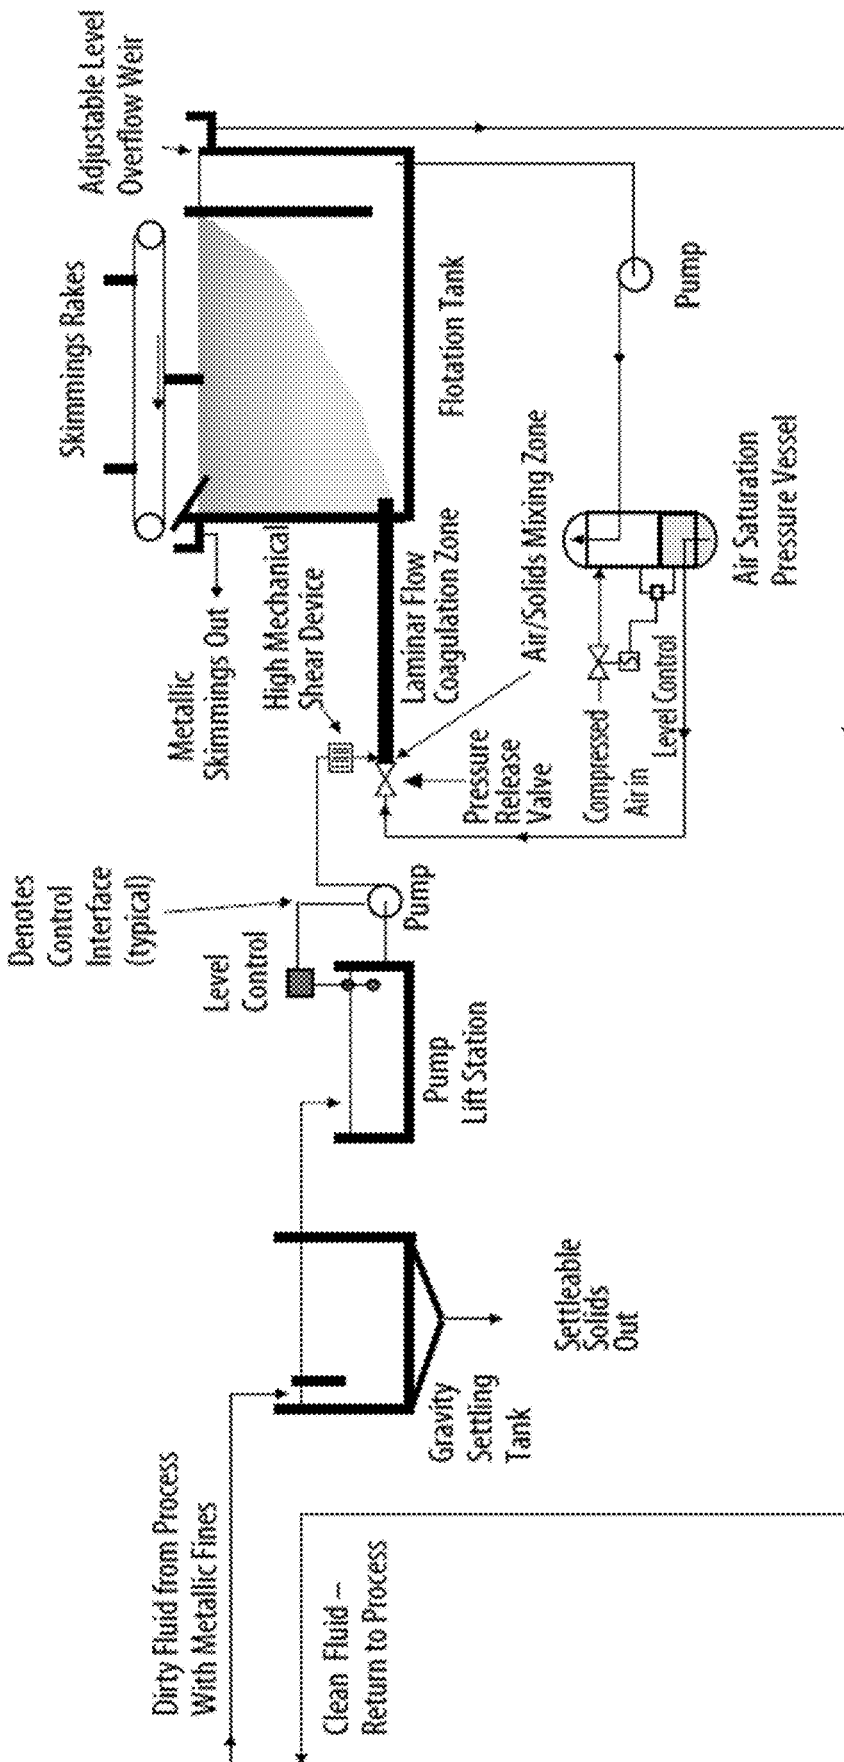 Dirty Fluid from Process
With Metallic Fines
Clean Fluid –
Return to Process
Gravity
Settling
Tank
Settleable
Solids
Out
Pump
Lift Station
Level
Control
Denotes
Control
Interface
(typical)
Pump
High Mechanical
Shear Device
Metallic
Skimmings Out
Laminar Flow
Coagulation Zone
Pressure
Release
Valve
Air/Solids Mixing Zone
Skimmings Rakes
Adjustable Level
Overflow Weir
Flotation Tank
Pump
Compressed
Air in
Level Control
S
Air Saturation
Pressure Vessel